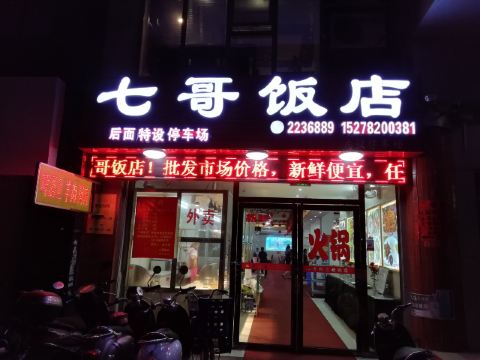 七哥饭店
后面特设停车场
2236889 15278200381
哥饭店！批发市场价格，新鲜便宜，任
外卖
火锅